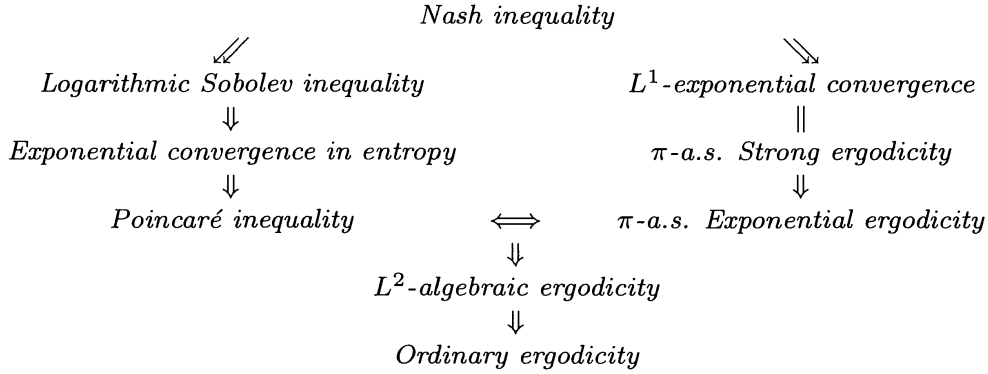 Nash inequality
⇙ ⇘
Logarithmic Sobolev inequality L¹-exponential convergence
⇓ ‖
Exponential convergence in entropy π-a.s. Strong ergodicity
⇓ ⇓
Poincaré inequality ⟺ π-a.s. Exponential ergodicity
⇓
L²-algebraic ergodicity
⇓
Ordinary ergodicity